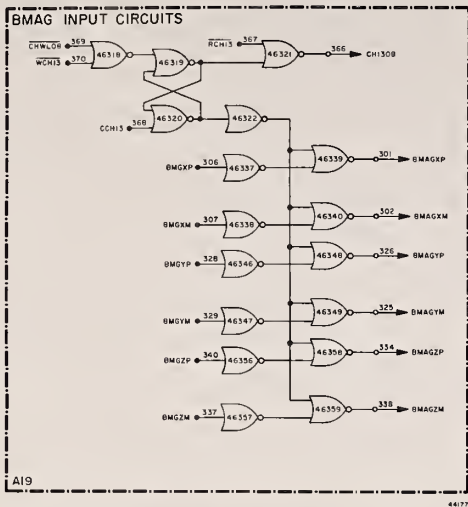 BMAG INPUT CIRCUITS
CHWL08 369
WCH13 370
46318
46319
RCH13 367
46321
366 CH1308
CCH13 368
46320
46322
BMGXP 306
46337
46339
301 BMAGXP
BMGXM 307
46338
46340
302 BMAGXM
BMGYP 328
46346
46348
326 BMAGYP
BMGYM 329
46347
46349
325 BMAGYM
BMGZP 340
46356
46358
334 BMAGZP
BMGZM 337
46357
46359
338 BMAGZM
A19
44177